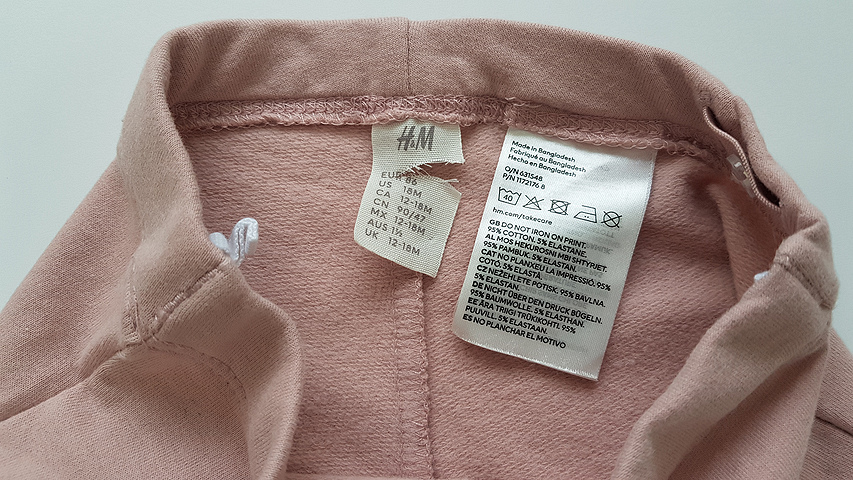 H&M
EUR 86
US 18M
CA 12-18M
CN 90/47
MX 12-18M
AUS 1½
UK 12-18M
Made in Bangladesh
Fabriqué au Bangladesh
Hecho en Bangladesh
O/N 631548
P/N 1172176 8
40
hm.com/takecare
GB DO NOT IRON ON PRINT.
95% COTTON. 5% ELASTANE.
AL MOS HEKUROSNI MBI SHTYPJET.
95% PAMBUK. 5% ELASTAN.
CAT NO PLANXEU LA IMPRESSIÓ. 95%
COTÓ. 5% ELASTÀ.
CZ NEŽEHLETE POTISK. 95% BAVLNA.
5% ELASTAN.
DE NICHT ÜBER DEN DRUCK BÜGELN.
95% BAUMWOLLE. 5% ELASTHAN.
EE ÄRA TRIIGI TRÜKIKOHTI. 95%
PUUVILL. 5% ELASTAAN.
ES NO PLANCHAR EL MOTIVO